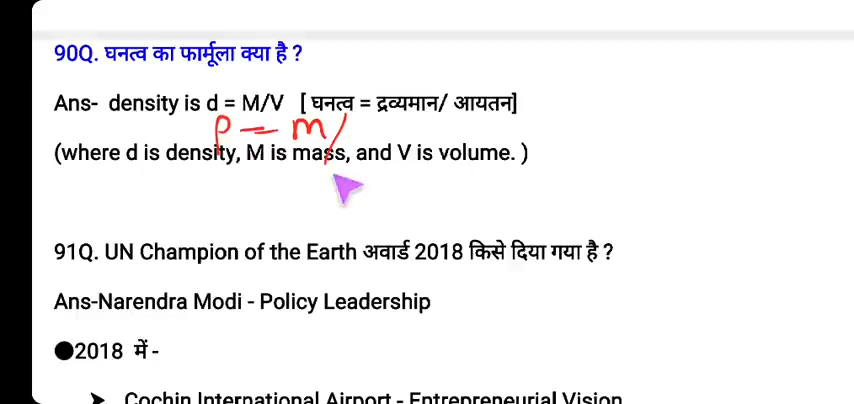 90Q. घनत्व का फार्मूला क्या है ?
Ans- density is d = M/V [ घनत्व = द्रव्यमान/ आयतन]
ρ = m/
(where d is density, M is mass, and V is volume. )
91Q. UN Champion of the Earth अवार्ड 2018 किसे दिया गया है ?
Ans-Narendra Modi - Policy Leadership
●2018 में -
➤ Cochin International Airport - Entrepreneurial Vision